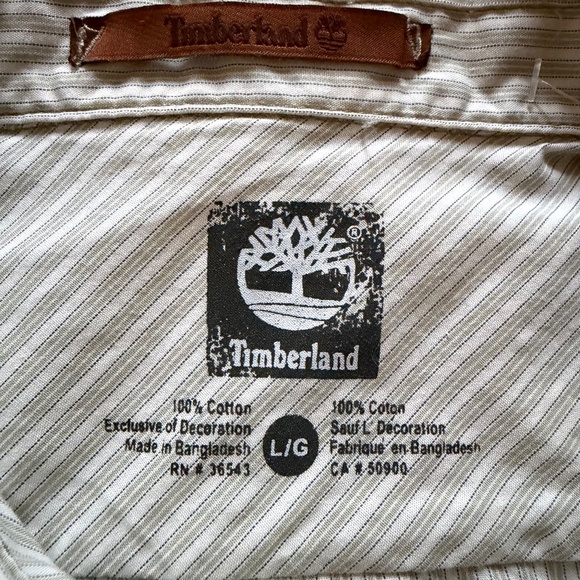 Timberland
®
Timberland
100% Cotton
Exclusive of Decoration
Made in Bangladesh
RN # 36543
L/G
100% Coton
Sauf L' Decoration
Fabrique en Bangladesh
CA # 50900